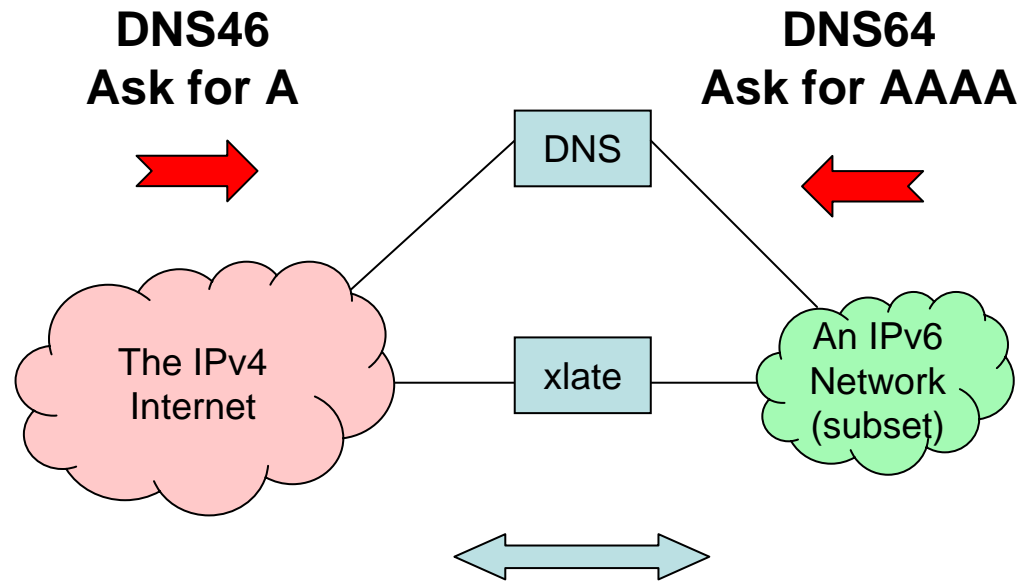 DNS46
Ask for A
DNS64
Ask for AAAA
DNS
The IPv4
Internet
xlate
An IPv6
Network
(subset)